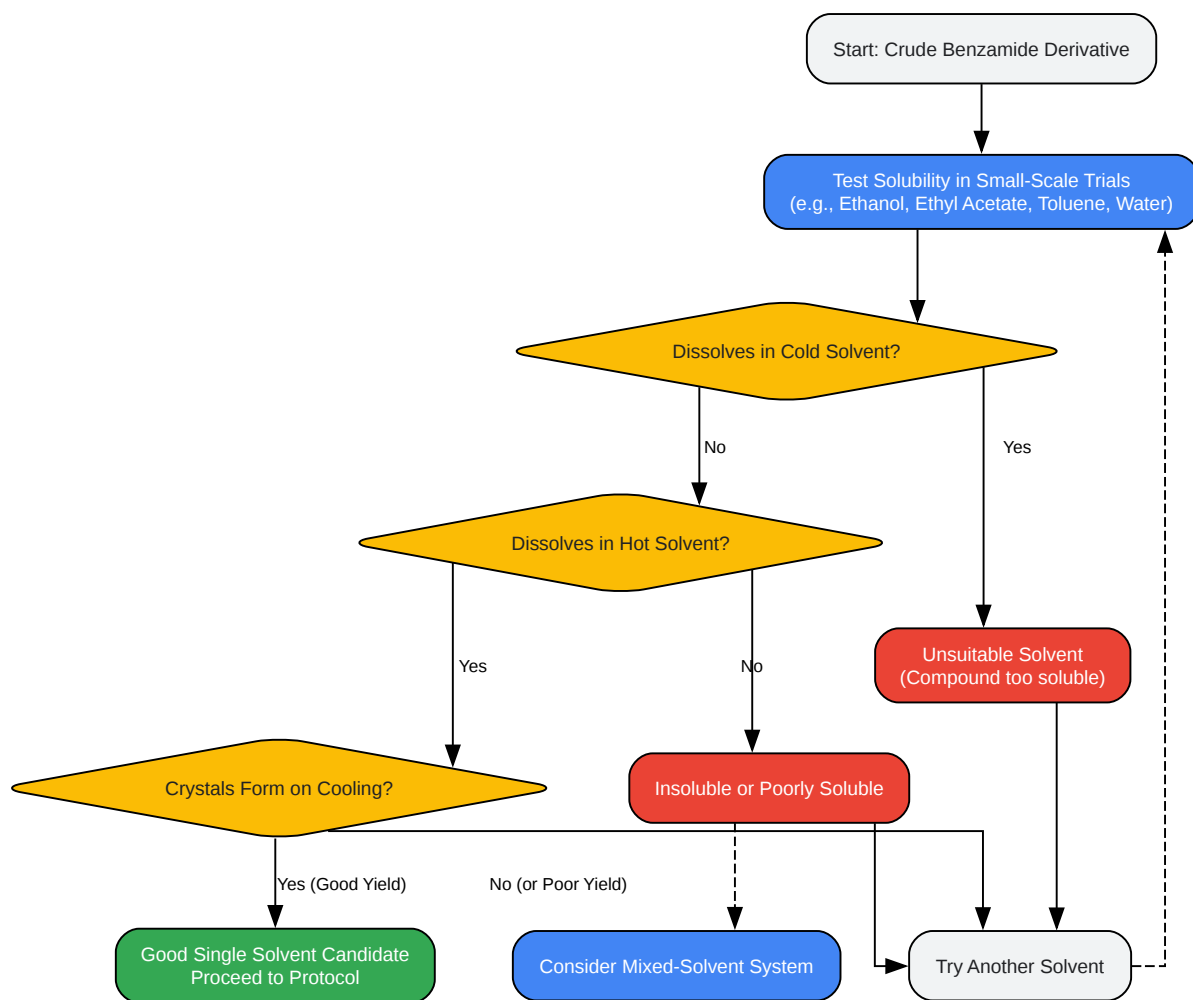 Start: Crude Benzamide Derivative
Test Solubility in Small-Scale Trials
(e.g., Ethanol, Ethyl Acetate, Toluene, Water)
Dissolves in Cold Solvent?
No
Yes
Dissolves in Hot Solvent?
Yes
No
Unsuitable Solvent
(Compound too soluble)
Crystals Form on Cooling?
Insoluble or Poorly Soluble
Yes (Good Yield)
No (or Poor Yield)
Good Single Solvent Candidate
Proceed to Protocol
Consider Mixed-Solvent System
Try Another Solvent